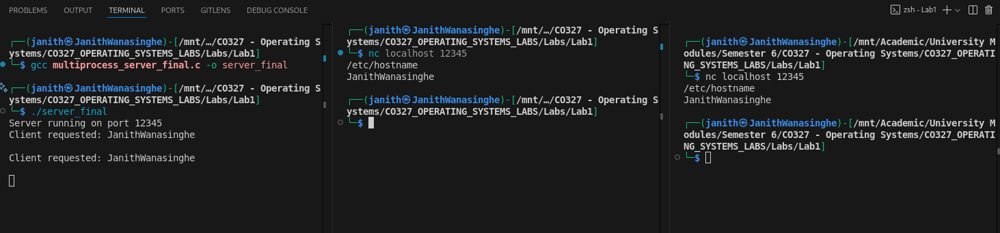 PROBLEMS OUTPUT TERMINAL PORTS GITLENS DEBUG CONSOLE zsh - Lab1
┌──(janith㉿JanithWanasinghe)-[/mnt/…/CO327 - Operating S
ystems/CO327_OPERATING_SYSTEMS_LABS/Labs/Lab1]
└─$ gcc multiprocess_server_final.c -o server_final
┌──(janith㉿JanithWanasinghe)-[/mnt/…/CO327 - Operating S
ystems/CO327_OPERATING_SYSTEMS_LABS/Labs/Lab1]
└─$ ./server_final
Server running on port 12345
Client requested: JanithWanasinghe
Client requested: JanithWanasinghe
┌──(janith㉿JanithWanasinghe)-[/mnt/…/CO327 - Operating S
ystems/CO327_OPERATING_SYSTEMS_LABS/Labs/Lab1]
└─$ nc localhost 12345
/etc/hostname
JanithWanasinghe
┌──(janith㉿JanithWanasinghe)-[/mnt/…/CO327 - Operating S
ystems/CO327_OPERATING_SYSTEMS_LABS/Labs/Lab1]
└─$
┌──(janith㉿JanithWanasinghe)-[/mnt/Academic/University M
odules/Semester 6/CO327 - Operating Systems/CO327_OPERATI
NG_SYSTEMS_LABS/Labs/Lab1]
└─$ nc localhost 12345
/etc/hostname
JanithWanasinghe
┌──(janith㉿JanithWanasinghe)-[/mnt/Academic/University M
odules/Semester 6/CO327 - Operating Systems/CO327_OPERATI
NG_SYSTEMS_LABS/Labs/Lab1]
└─$